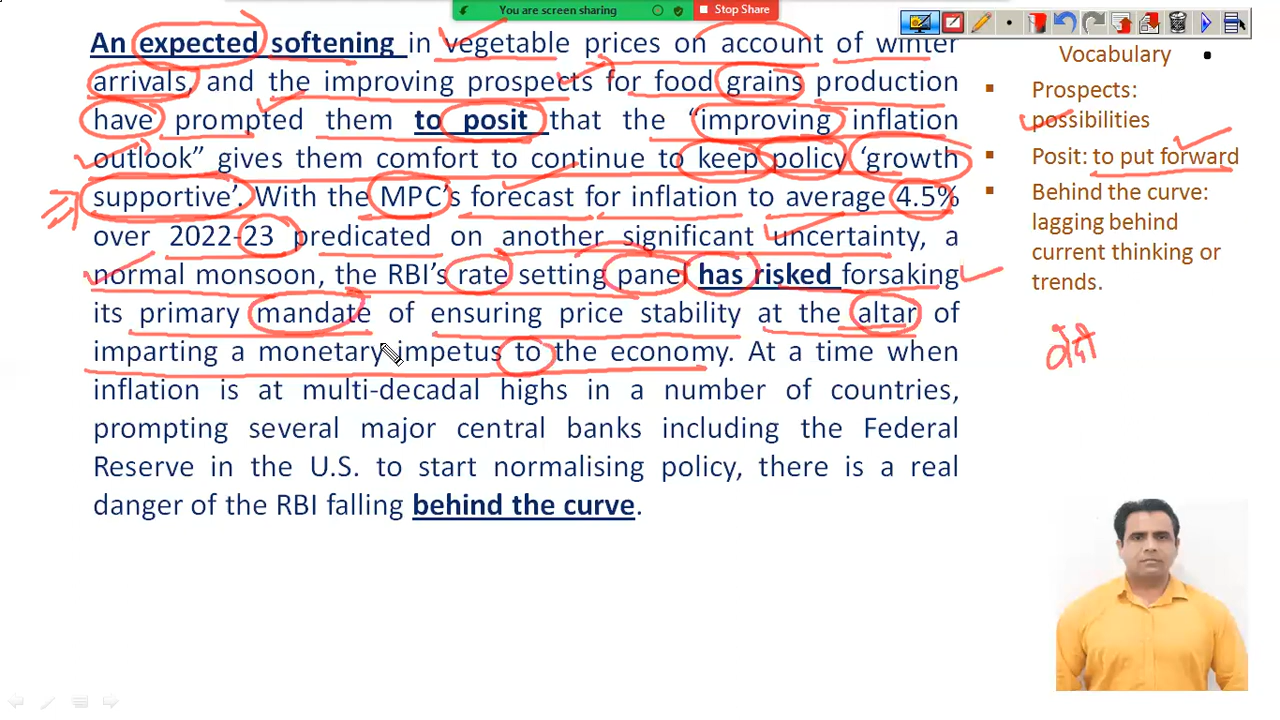 You are screen sharing
Stop Share
An expected softening in vegetable prices on account of winter
arrivals, and the improving prospects for food grains production
have prompted them to posit that the “improving inflation
outlook” gives them comfort to continue to keep policy ‘growth
supportive’. With the MPC’s forecast for inflation to average 4.5%
over 2022-23 predicated on another significant uncertainty, a
normal monsoon, the RBI’s rate setting panel has risked forsaking
its primary mandate of ensuring price stability at the altar of
imparting a monetary impetus to the economy. At a time when
inflation is at multi-decadal highs in a number of countries,
prompting several major central banks including the Federal
Reserve in the U.S. to start normalising policy, there is a real
danger of the RBI falling behind the curve.
Vocabulary
▪ Prospects:
possibilities
▪ Posit: to put forward
▪ Behind the curve:
lagging behind
current thinking or
trends.